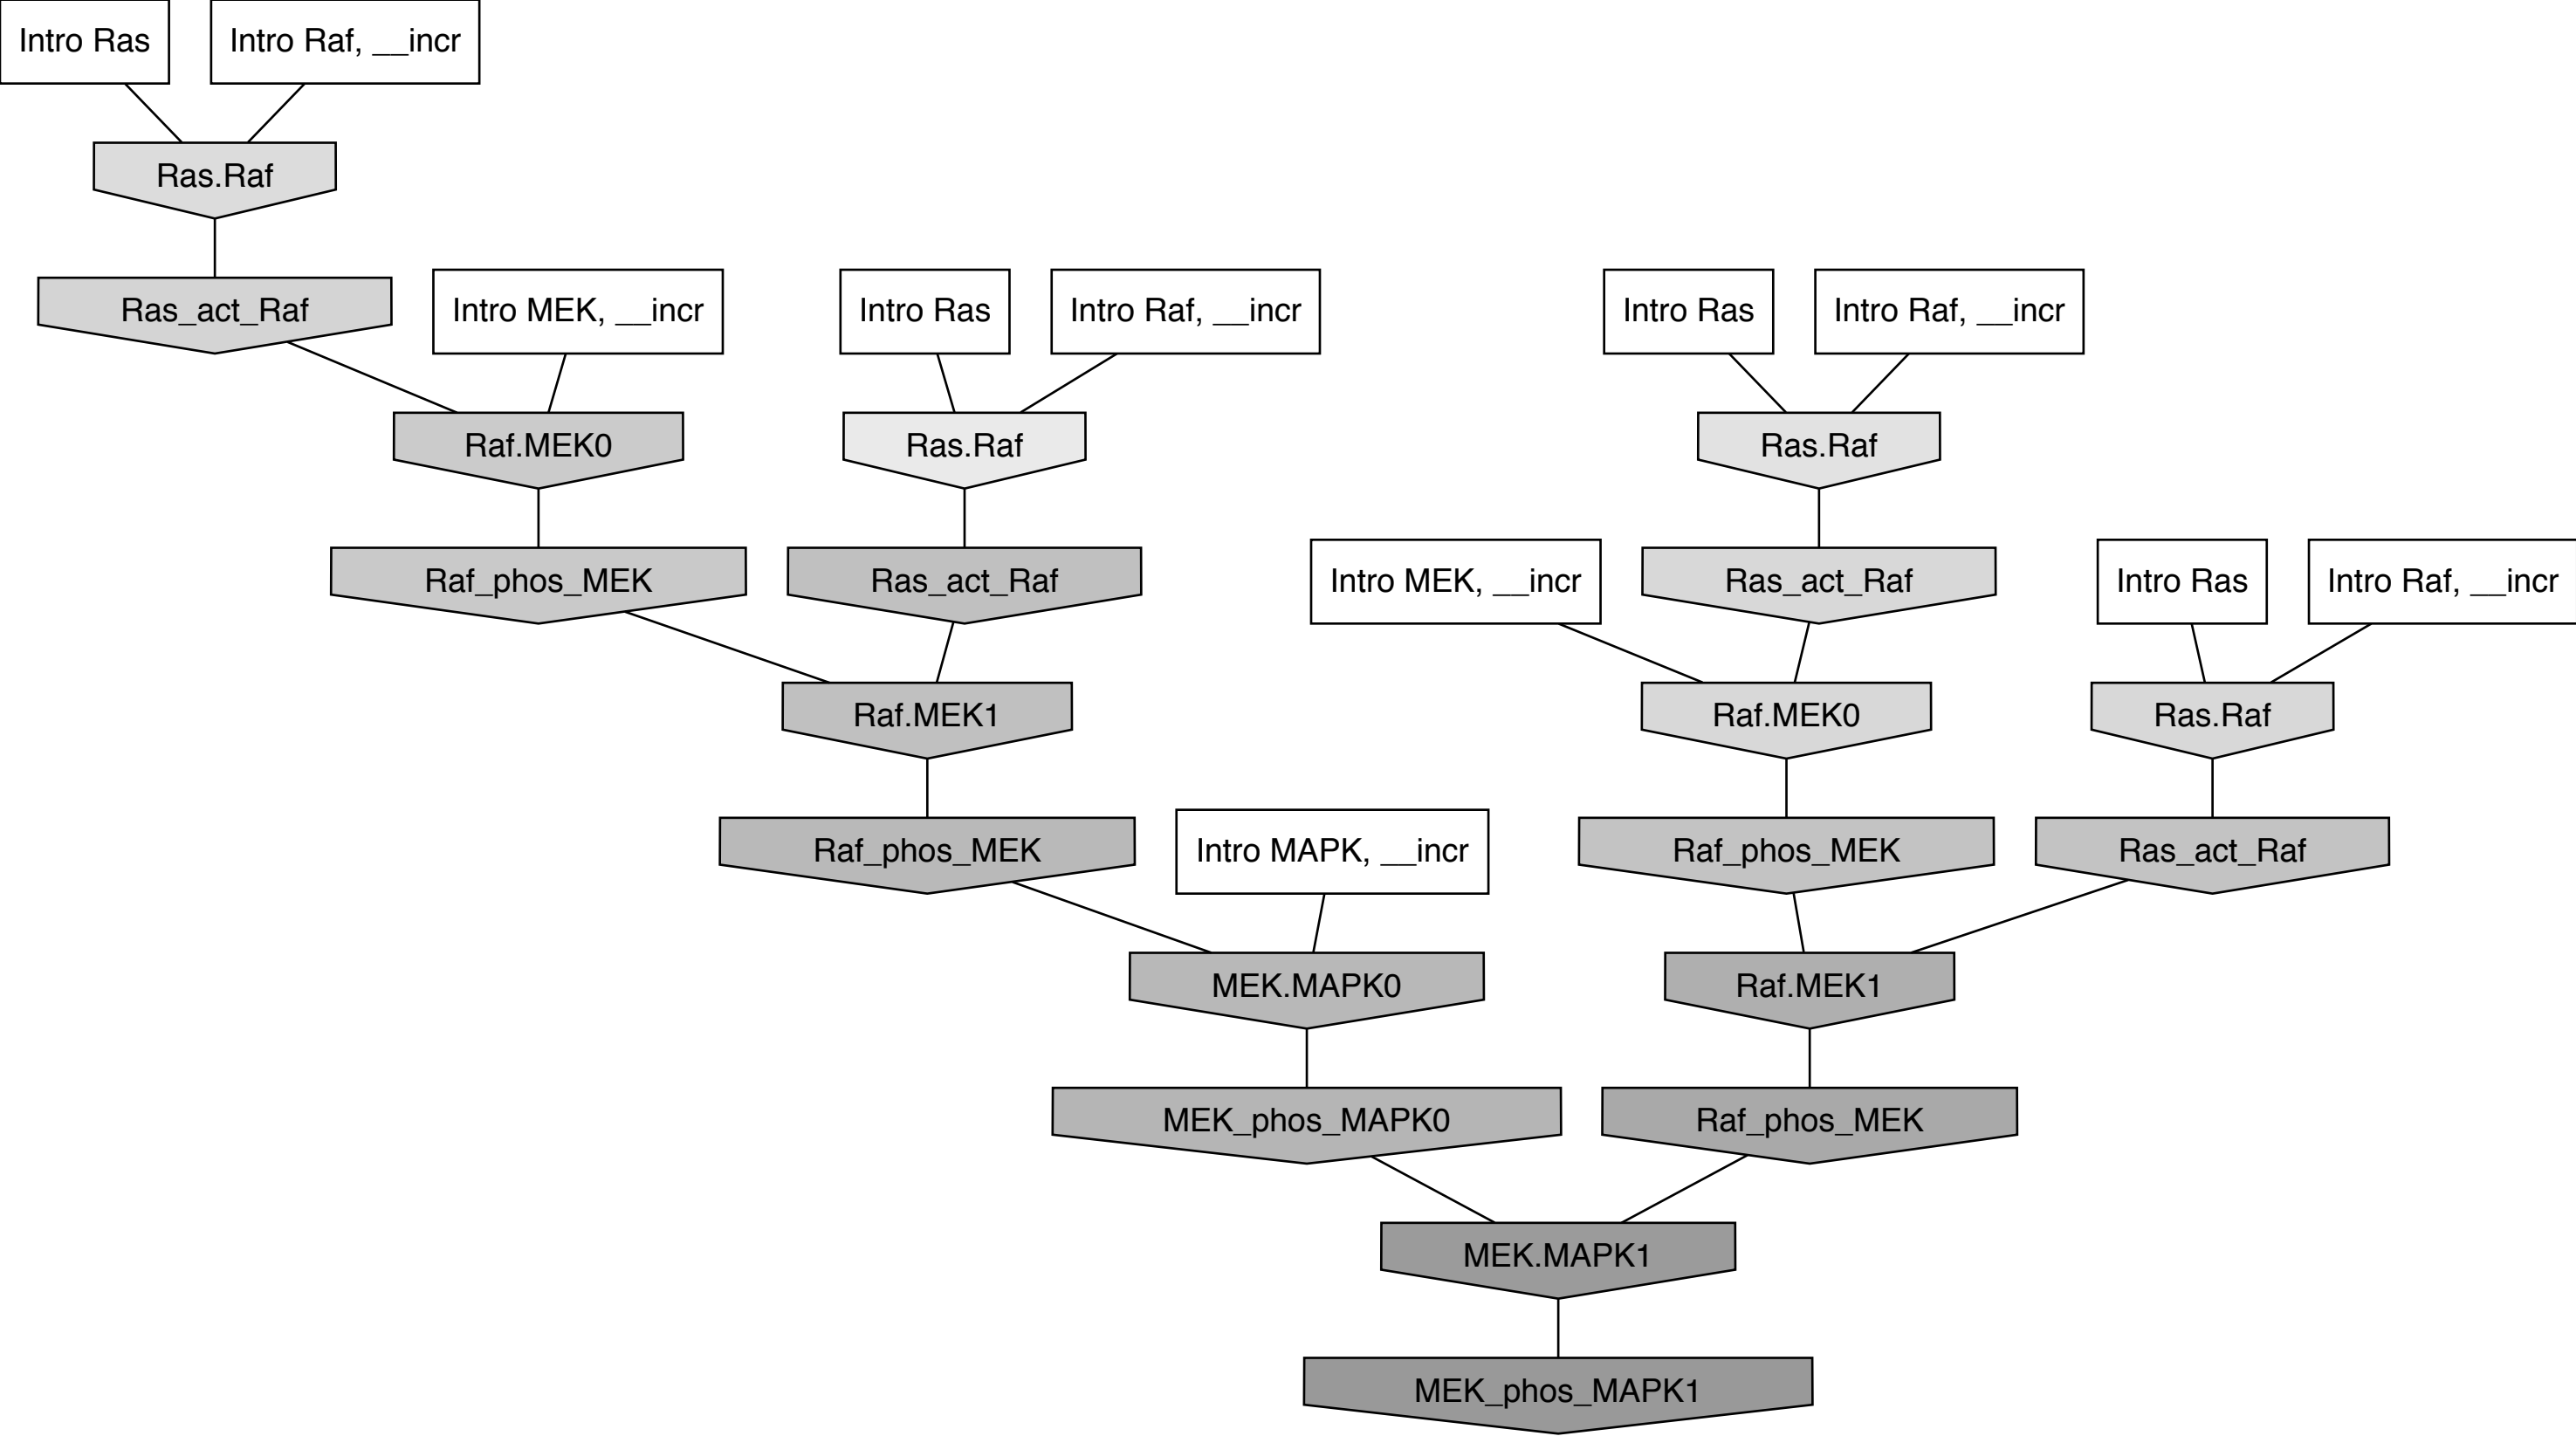 Intro Ras
Intro Raf, __incr
Ras.Raf
Ras_act_Raf
Intro MEK, __incr
Intro Ras
Intro Raf, __incr
Intro Ras
Intro Raf, __incr
Raf.MEK0
Ras.Raf
Ras.Raf
Raf_phos_MEK
Ras_act_Raf
Intro MEK, __incr
Ras_act_Raf
Intro Ras
Intro Raf, __incr
Raf.MEK1
Raf.MEK0
Ras.Raf
Raf_phos_MEK
Intro MAPK, __incr
Raf_phos_MEK
Ras_act_Raf
MEK.MAPK0
Raf.MEK1
MEK_phos_MAPK0
Raf_phos_MEK
MEK.MAPK1
MEK_phos_MAPK1